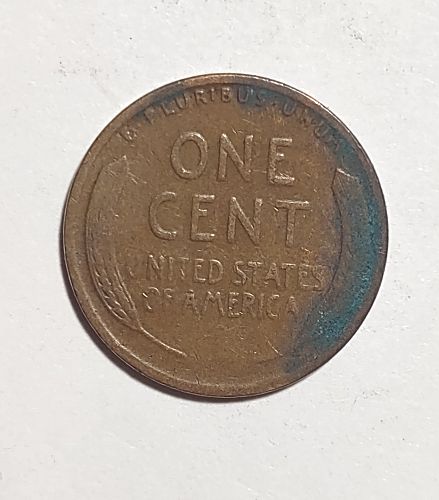 E·PLURIBUS·UNUM
ONE
CENT
UNITED STATES
OF AMERICA